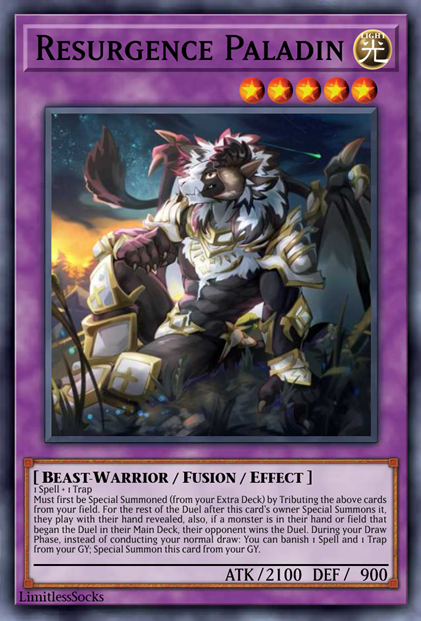 Resurgence Paladin
LIGHT
光
[ Beast-Warrior / Fusion / Effect ]
1 Spell + 1 Trap
Must first be Special Summoned (from your Extra Deck) by Tributing the above cards
from your field. For the rest of the Duel after this card's owner Special Summons it,
they play with their hand revealed, also, if a monster is in their hand or field that
began the Duel in their Main Deck, their opponent wins the Duel. During your Draw
Phase, instead of conducting your normal draw: You can banish 1 Spell and 1 Trap
from your GY; Special Summon this card from your GY.
ATK / 2100 DEF / 900
LimitlessSocks